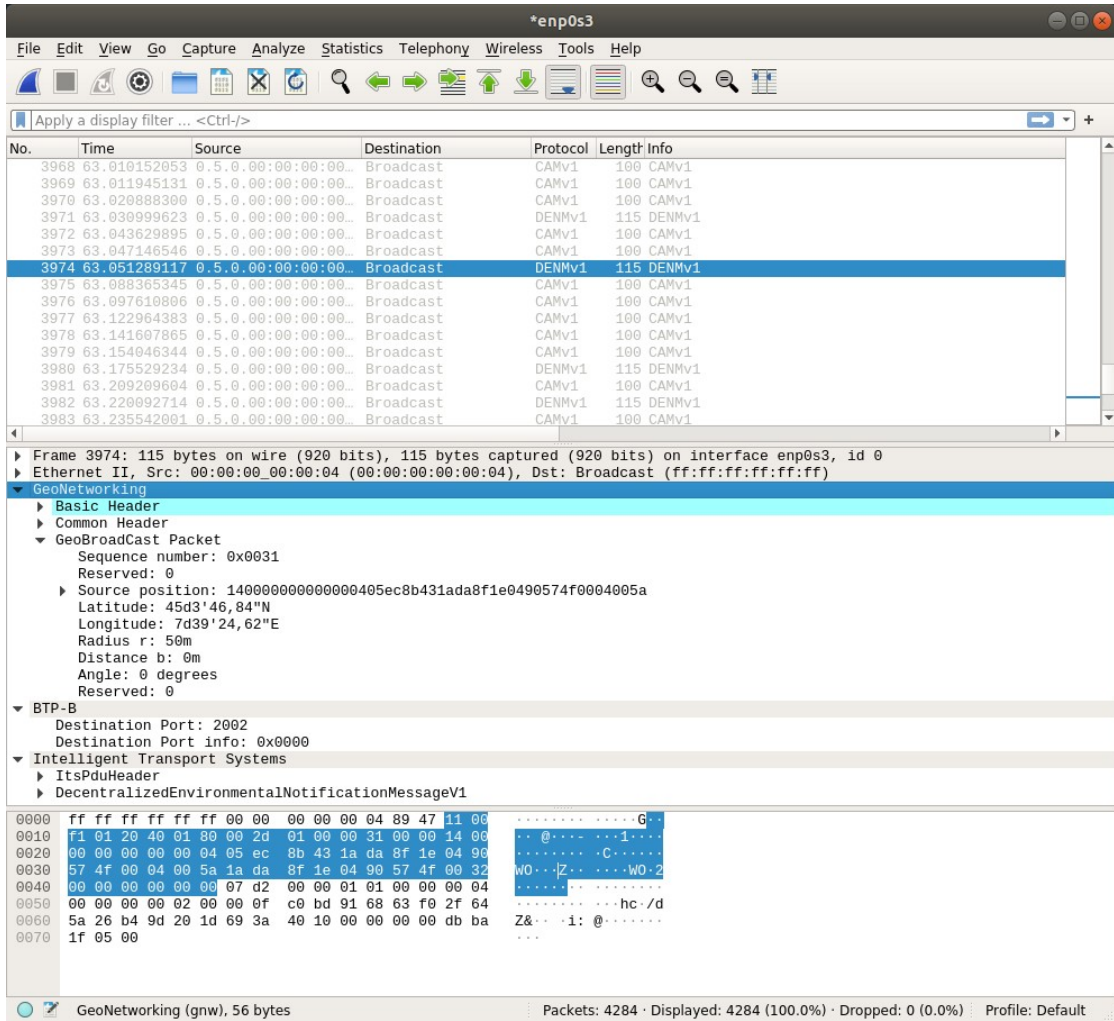 *enp0s3
File Edit View Go Capture Analyze Statistics Telephony Wireless Tools Help
Apply a display filter ... <Ctrl-/>
No. Time Source Destination Protocol Length Info
3968 63.010152053 0.5.0.00:00:00:00… Broadcast CAMv1 100 CAMv1
3969 63.011945131 0.5.0.00:00:00:00… Broadcast CAMv1 100 CAMv1
3970 63.020888300 0.5.0.00:00:00:00… Broadcast CAMv1 100 CAMv1
3971 63.030999623 0.5.0.00:00:00:00… Broadcast DENMv1 115 DENMv1
3972 63.043629895 0.5.0.00:00:00:00… Broadcast CAMv1 100 CAMv1
3973 63.047146546 0.5.0.00:00:00:00… Broadcast CAMv1 100 CAMv1
3974 63.051289117 0.5.0.00:00:00:00… Broadcast DENMv1 115 DENMv1
3975 63.088365345 0.5.0.00:00:00:00… Broadcast CAMv1 100 CAMv1
3976 63.097610806 0.5.0.00:00:00:00… Broadcast CAMv1 100 CAMv1
3977 63.122964383 0.5.0.00:00:00:00… Broadcast CAMv1 100 CAMv1
3978 63.141607865 0.5.0.00:00:00:00… Broadcast CAMv1 100 CAMv1
3979 63.154046344 0.5.0.00:00:00:00… Broadcast CAMv1 100 CAMv1
3980 63.175529234 0.5.0.00:00:00:00… Broadcast DENMv1 115 DENMv1
3981 63.209209604 0.5.0.00:00:00:00… Broadcast CAMv1 100 CAMv1
3982 63.220092714 0.5.0.00:00:00:00… Broadcast DENMv1 115 DENMv1
3983 63.235542001 0.5.0.00:00:00:00… Broadcast CAMv1 100 CAMv1
Frame 3974: 115 bytes on wire (920 bits), 115 bytes captured (920 bits) on interface enp0s3, id 0
Ethernet II, Src: 00:00:00_00:00:04 (00:00:00:00:00:04), Dst: Broadcast (ff:ff:ff:ff:ff:ff)
GeoNetworking
Basic Header
Common Header
GeoBroadCast Packet
Sequence number: 0x0031
Reserved: 0
Source position: 140000000000000405ec8b431ada8f1e0490574f0004005a
Latitude: 45d3'46,84"N
Longitude: 7d39'24,62"E
Radius r: 50m
Distance b: 0m
Angle: 0 degrees
Reserved: 0
BTP-B
Destination Port: 2002
Destination Port info: 0x0000
Intelligent Transport Systems
ItsPduHeader
DecentralizedEnvironmentalNotificationMessageV1
0000 ff ff ff ff ff ff 00 00 00 00 00 04 89 47 11 00 ········ ·····G··
0010 f1 01 20 40 01 80 00 2d 01 00 00 31 00 00 14 00 ·· @···- ···1····
0020 00 00 00 00 00 04 05 ec 8b 43 1a da 8f 1e 04 90 ········ ·C······
0030 57 4f 00 04 00 5a 1a da 8f 1e 04 90 57 4f 00 32 WO···Z·· ····WO·2
0040 00 00 00 00 00 00 07 d2 00 00 01 01 00 00 00 04 ········ ········
0050 00 00 00 00 02 00 00 0f c0 bd 91 68 63 f0 2f 64 ········ ···hc·/d
0060 5a 26 b4 9d 20 1d 69 3a 40 10 00 00 00 00 db ba Z&·· ·i: @·······
0070 1f 05 00 ···
GeoNetworking (gnw), 56 bytes Packets: 4284 · Displayed: 4284 (100.0%) · Dropped: 0 (0.0%) Profile: Default